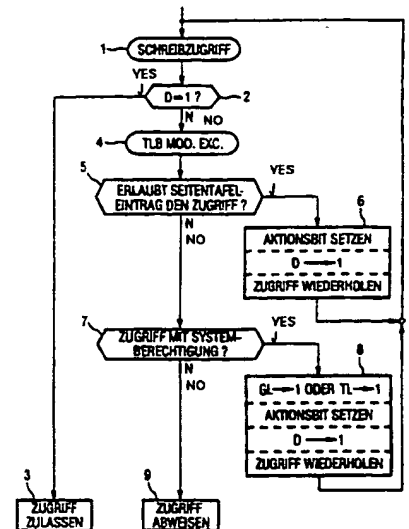 1
SCHREIBZUGRIFF
YES
D=1 ?
2
N NO
4
TLB MOD. EXC.
5
YES
ERLAUBT SEITENTAFEL-
EINTRAG DEN ZUGRIFF ?
N
NO
6
AKTIONSBIT SETZEN
D → 1
ZUGRIFF WIEDERHOLEN
7
YES
ZUGRIFF MIT SYSTEM-
BERECHTIGUNG ?
N
NO
8
GL→1 ODER TL→1
AKTIONSBIT SETZEN
D → 1
ZUGRIFF WIEDERHOLEN
3
ZUGRIFF
ZULASSEN
9
ZUGRIFF
ABWEISEN